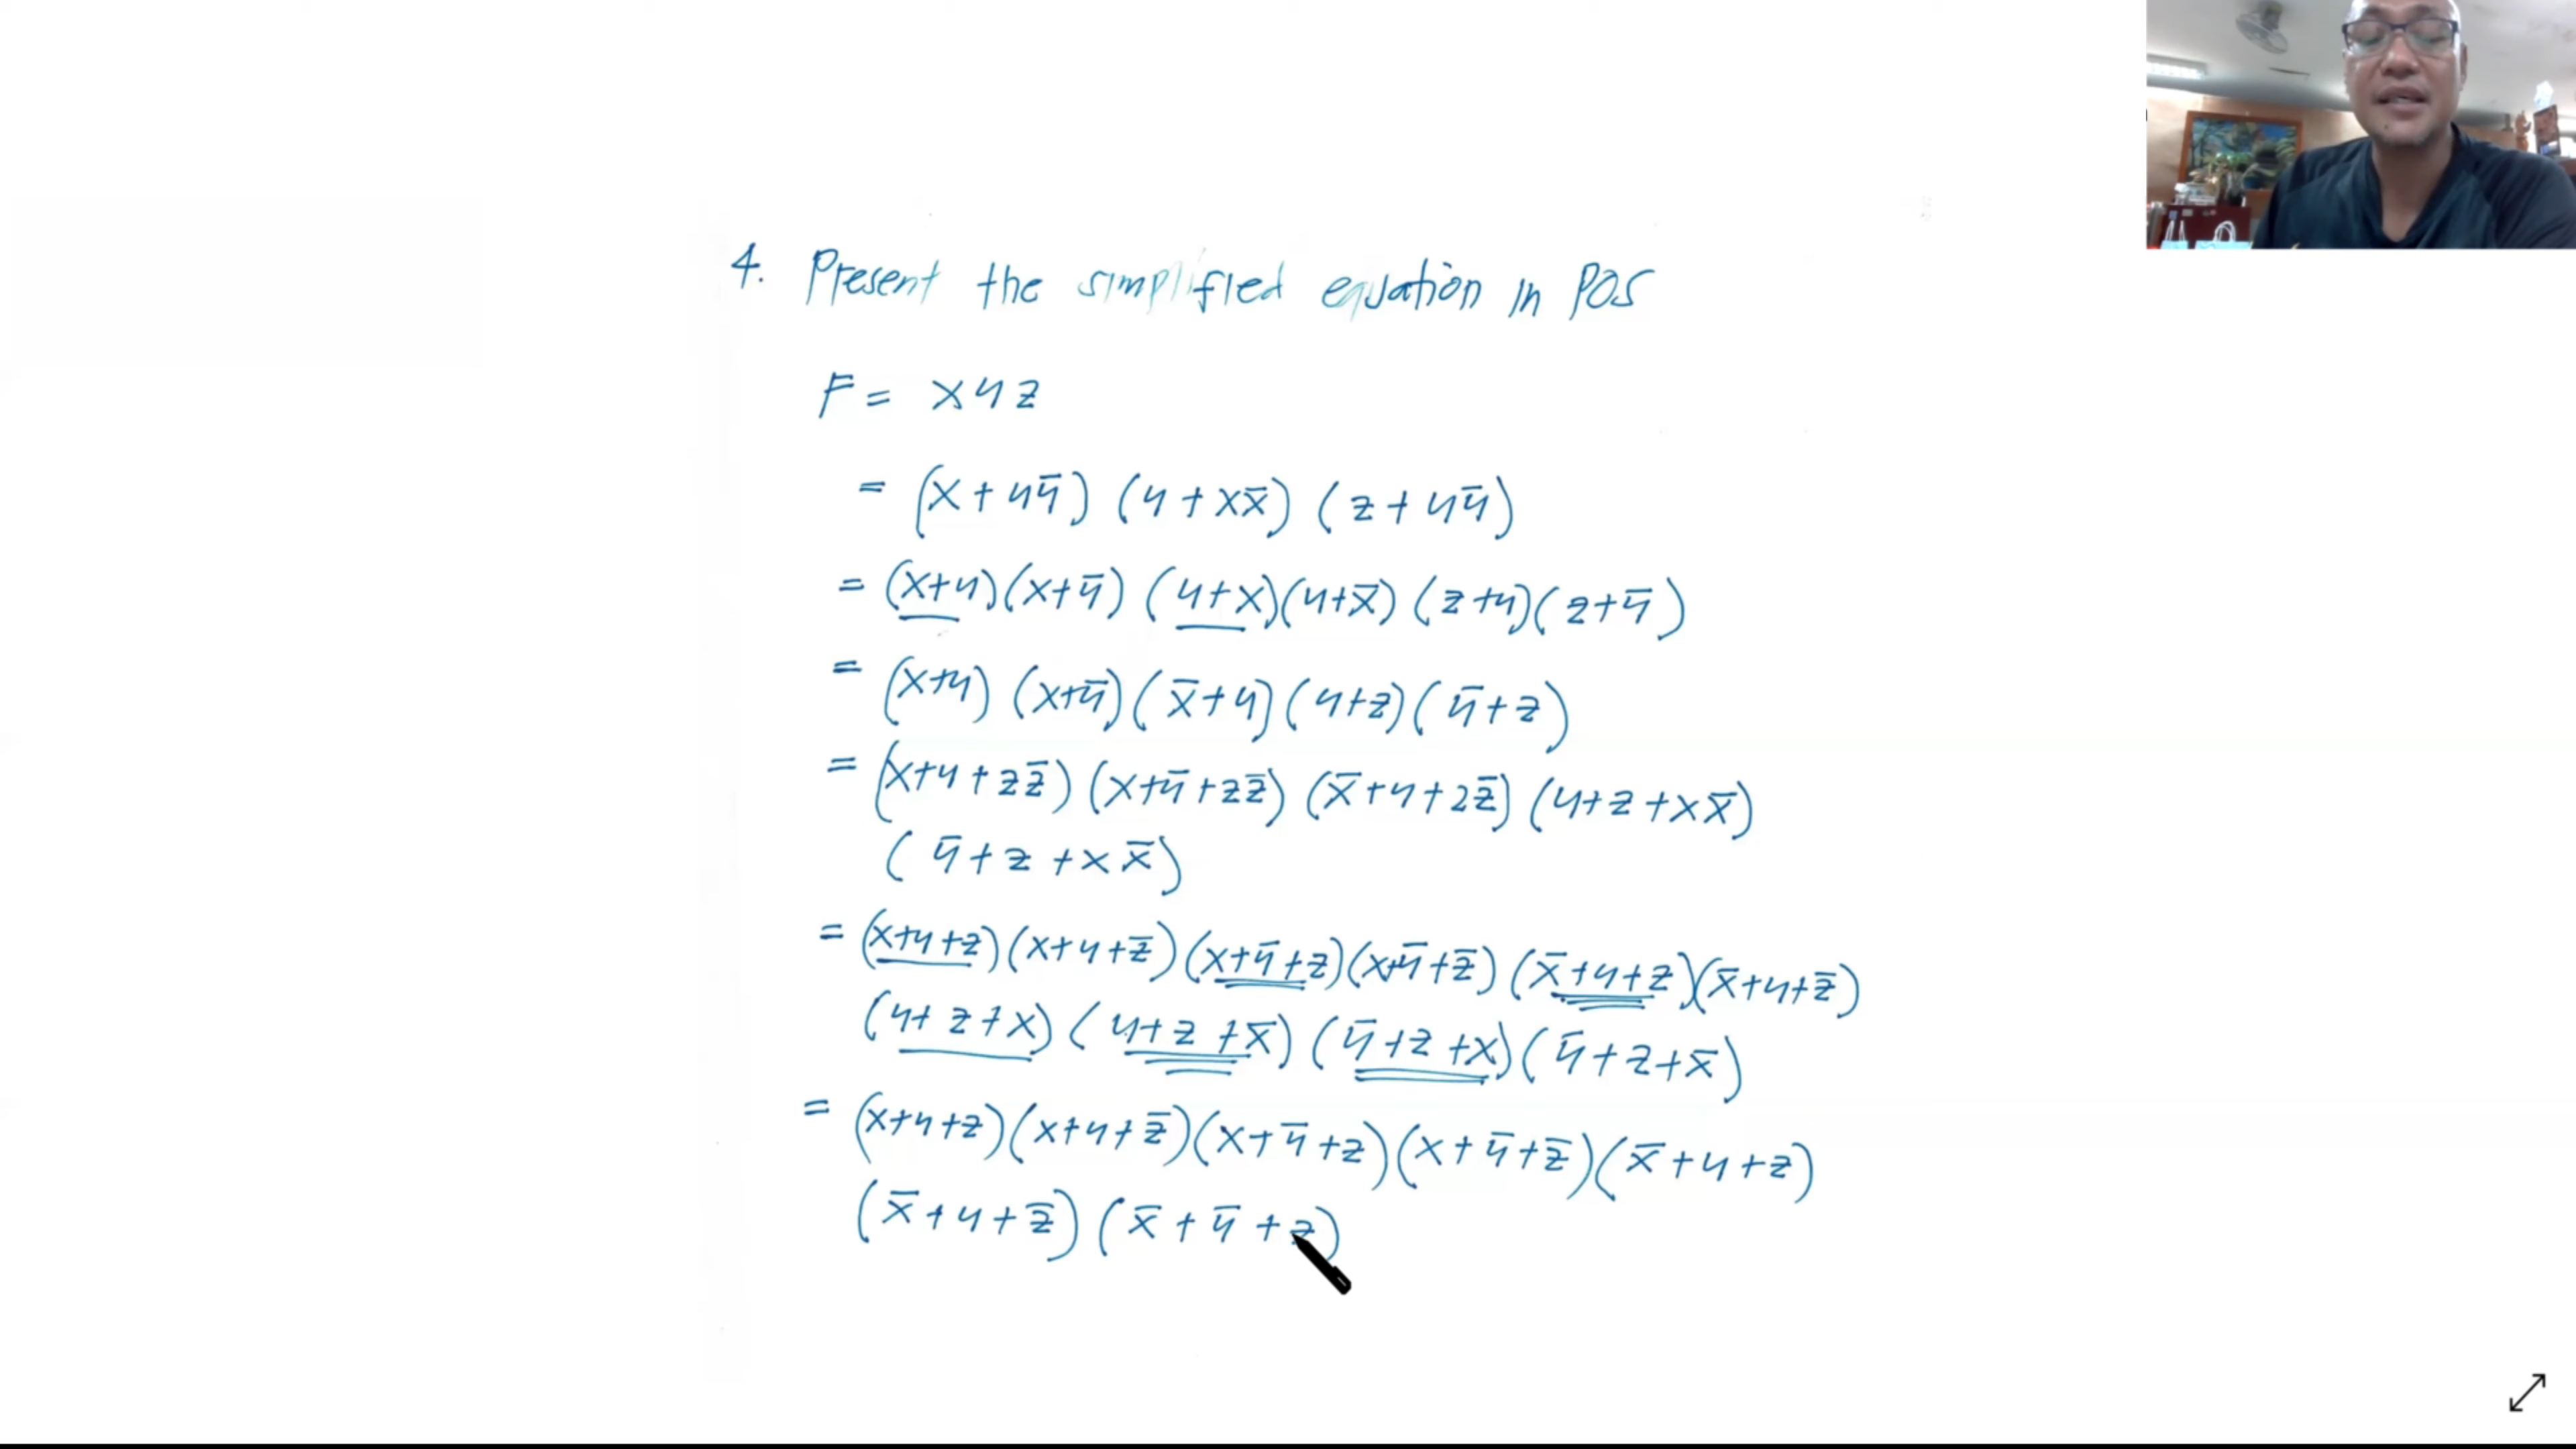 4. Present the simplified equation in POS
F = xyz
= (x + yȳ) (y + xx̄) (z + yȳ)
= (x+y)(x+ȳ) (y+x)(y+x̄) (z+y)(z+ȳ)
= (x+y) (x+ȳ) (x̄+y) (y+z) (ȳ+z)
= (x+y+zz̄) (x+ȳ+zz̄) (x̄+y+zz̄) (y+z+xx̄)
(ȳ+z+xx̄)
= (x+y+z)(x+y+z̄)(x+ȳ+z)(x+ȳ+z̄) (x̄+y+z)(x̄+y+z̄)
(y+z+x) (y+z+x̄) (ȳ+z+x)(ȳ+z+x̄)
= (x+y+z)(x+y+z̄)(x+ȳ+z)(x+ȳ+z̄)(x̄+y+z)
(x̄+y+z̄) (x̄+ȳ+z)